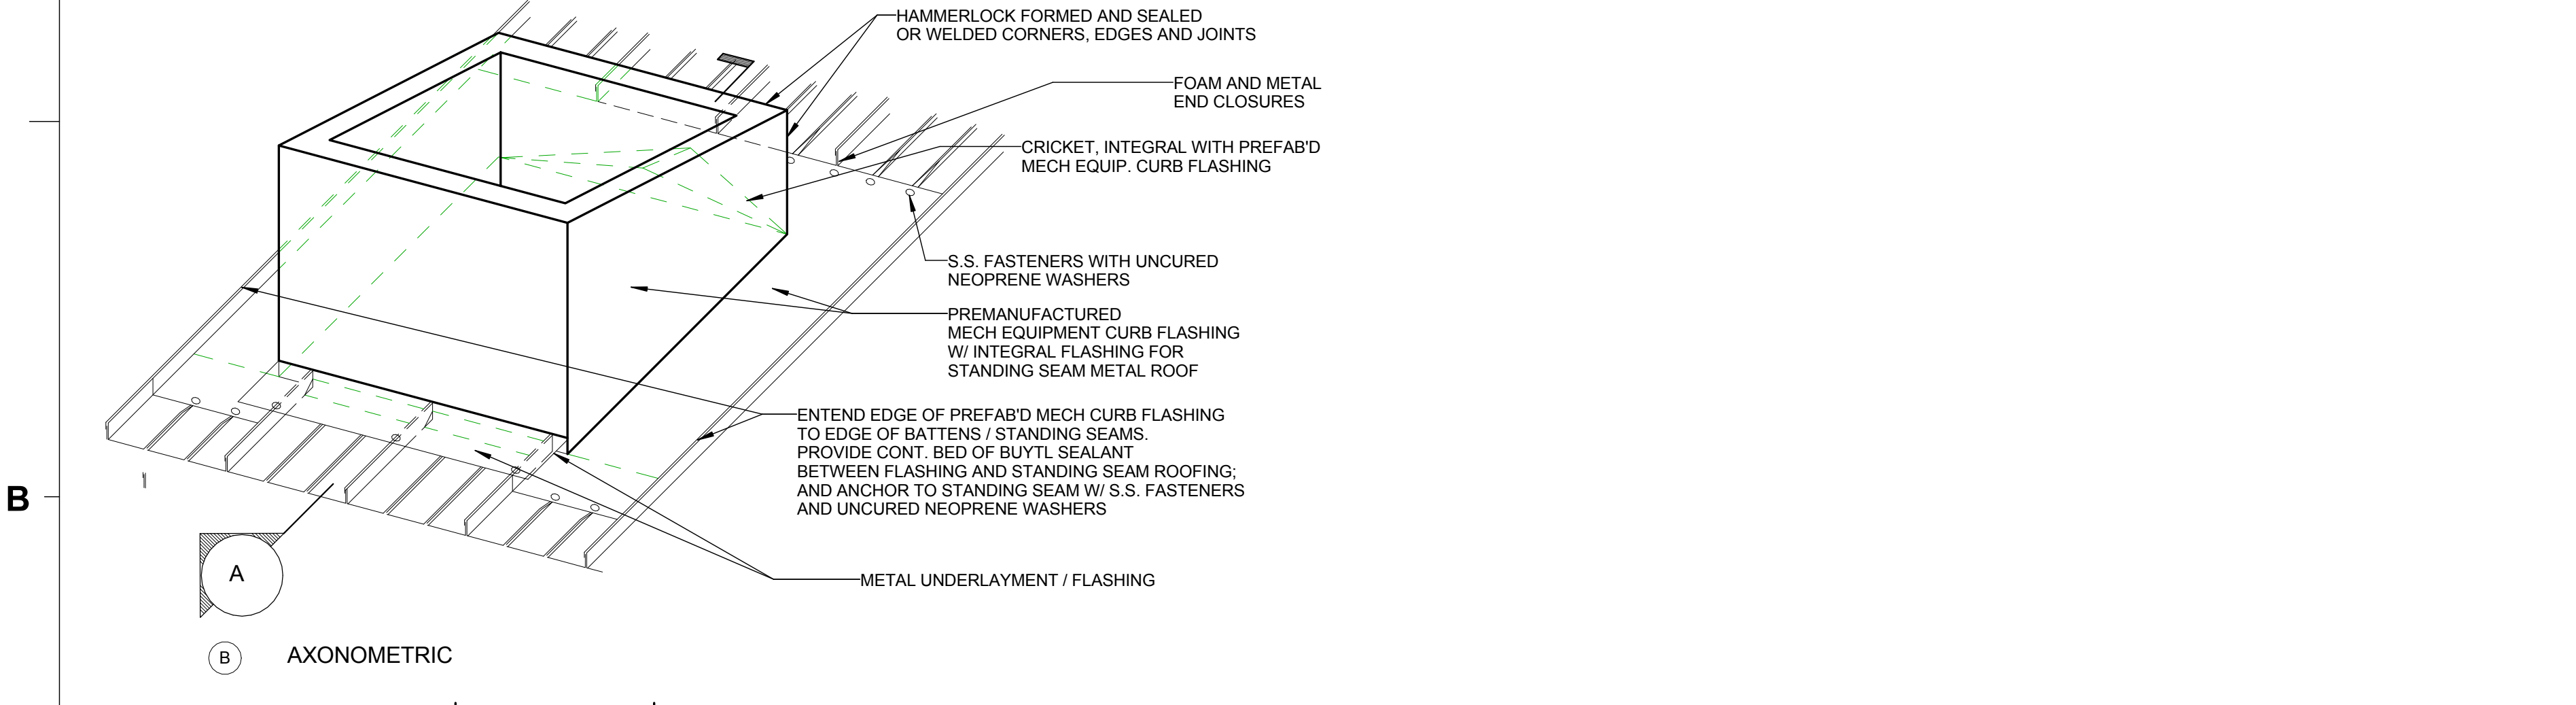 HAMMERLOCK FORMED AND SEALED
OR WELDED CORNERS, EDGES AND JOINTS
FOAM AND METAL
END CLOSURES
CRICKET, INTEGRAL WITH PREFAB'D
MECH EQUIP. CURB FLASHING
S.S. FASTENERS WITH UNCURED
NEOPRENE WASHERS
PREMANUFACTURED
MECH EQUIPMENT CURB FLASHING
W/ INTEGRAL FLASHING FOR
STANDING SEAM METAL ROOF
ENTEND EDGE OF PREFAB'D MECH CURB FLASHING
TO EDGE OF BATTENS / STANDING SEAMS.
PROVIDE CONT. BED OF BUYTL SEALANT
BETWEEN FLASHING AND STANDING SEAM ROOFING;
AND ANCHOR TO STANDING SEAM W/ S.S. FASTENERS
AND UNCURED NEOPRENE WASHERS
B
A
METAL UNDERLAYMENT / FLASHING
B AXONOMETRIC